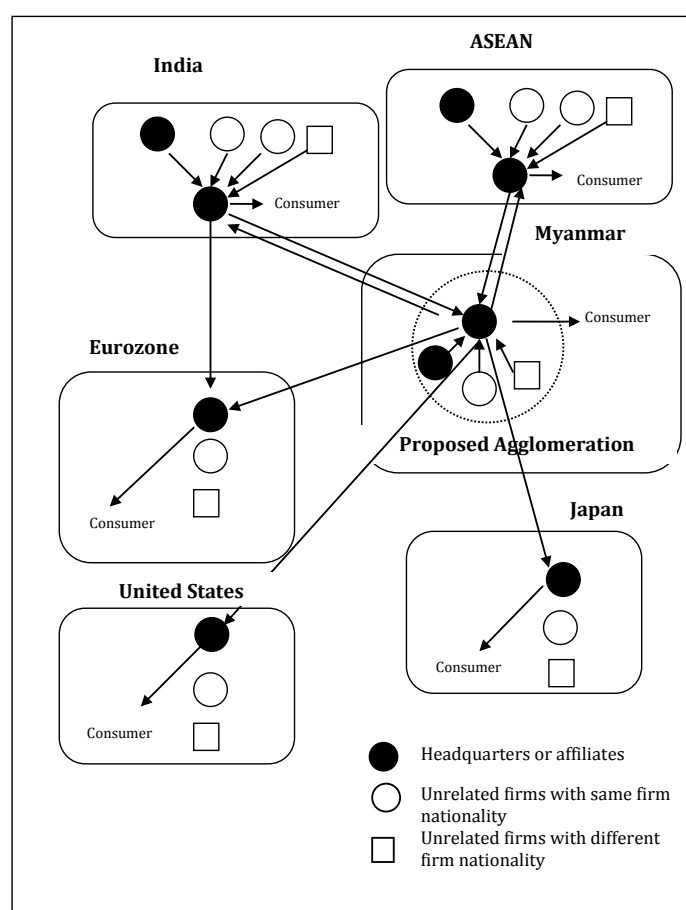 ASEAN
India
Consumer
Consumer
Myanmar
Consumer
Eurozone
Proposed Agglomeration
Consumer
Japan
United States
Consumer
Consumer
Headquarters or affiliates
Unrelated firms with same firm
nationality
Unrelated firms with different
firm nationality